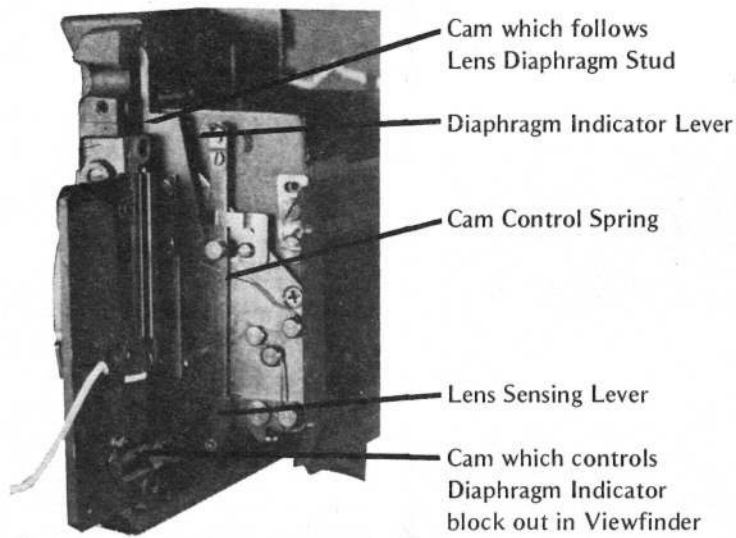 Cam which follows
Lens Diaphragm Stud
Diaphragm Indicator Lever
Cam Control Spring
Lens Sensing Lever
Cam which controls
Diaphragm Indicator
block out in Viewfinder